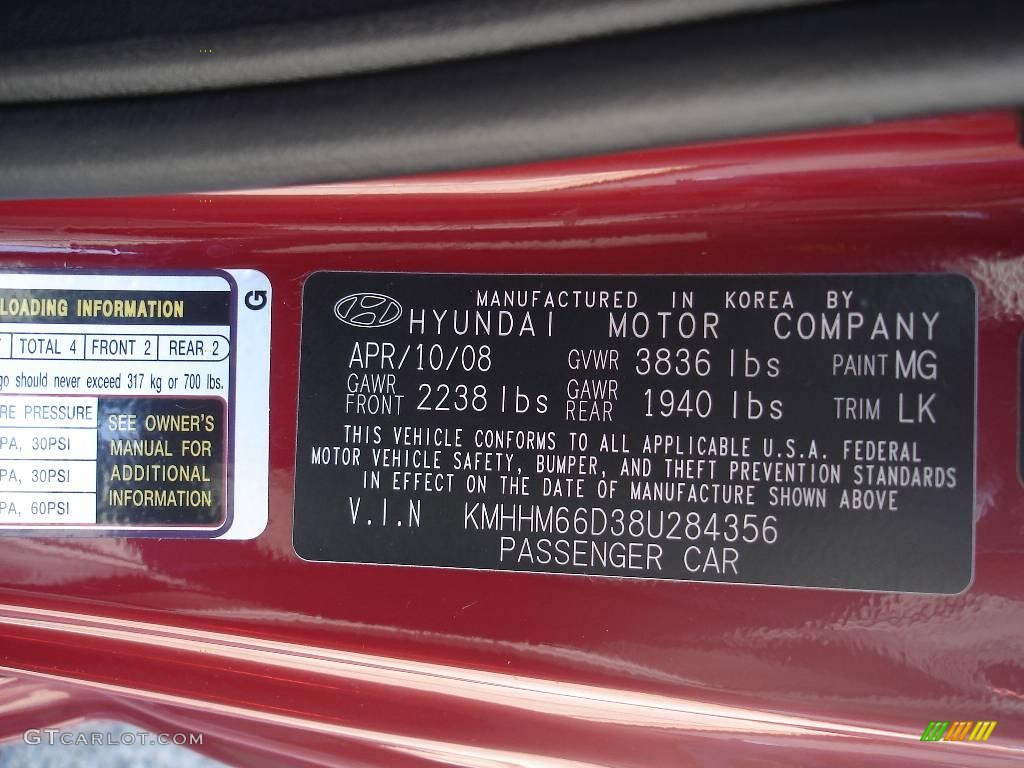 LOADING INFORMATION
TOTAL 4 FRONT 2 REAR 2
go should never exceed 317 kg or 700 lbs.
RE PRESSURE
PA, 30PSI
PA, 30PSI
PA, 60PSI
SEE OWNER'S
MANUAL FOR
ADDITIONAL
INFORMATION
G
MANUFACTURED IN KOREA BY
HYUNDAI MOTOR COMPANY
APR/10/08 GVWR 3836 lbs PAINT MG
GAWR FRONT 2238 lbs GAWR REAR 1940 lbs TRIM LK
THIS VEHICLE CONFORMS TO ALL APPLICABLE U.S.A. FEDERAL
MOTOR VEHICLE SAFETY, BUMPER, AND THEFT PREVENTION STANDARDS
IN EFFECT ON THE DATE OF MANUFACTURE SHOWN ABOVE
V.I.N KMHHM66D38U284356
PASSENGER CAR
GTCARLOT.COM